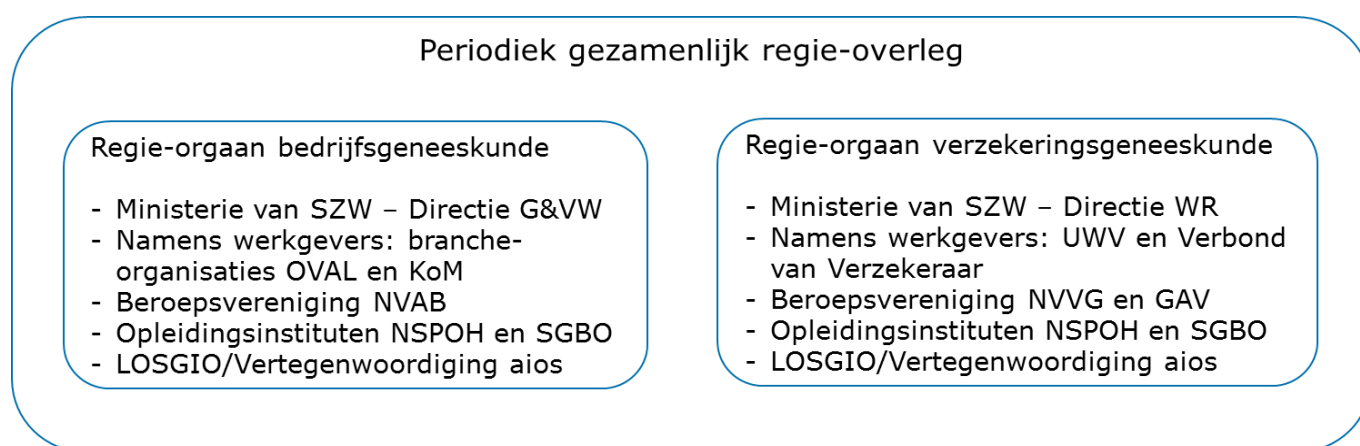 Periodiek gezamenlijk regie-overleg
Regie-orgaan bedrijfsgeneeskunde
- Ministerie van SZW – Directie G&VW
- Namens werkgevers: branche-
organisaties OVAL en KoM
- Beroepsvereniging NVAB
- Opleidingsinstituten NSPOH en SGBO
- LOSGIO/Vertegenwoordiging aios
Regie-orgaan verzekeringsgeneeskunde
- Ministerie van SZW – Directie WR
- Namens werkgevers: UWV en Verbond
van Verzekeraar
- Beroepsvereniging NVVG en GAV
- Opleidingsinstituten NSPOH en SGBO
- LOSGIO/Vertegenwoordiging aios